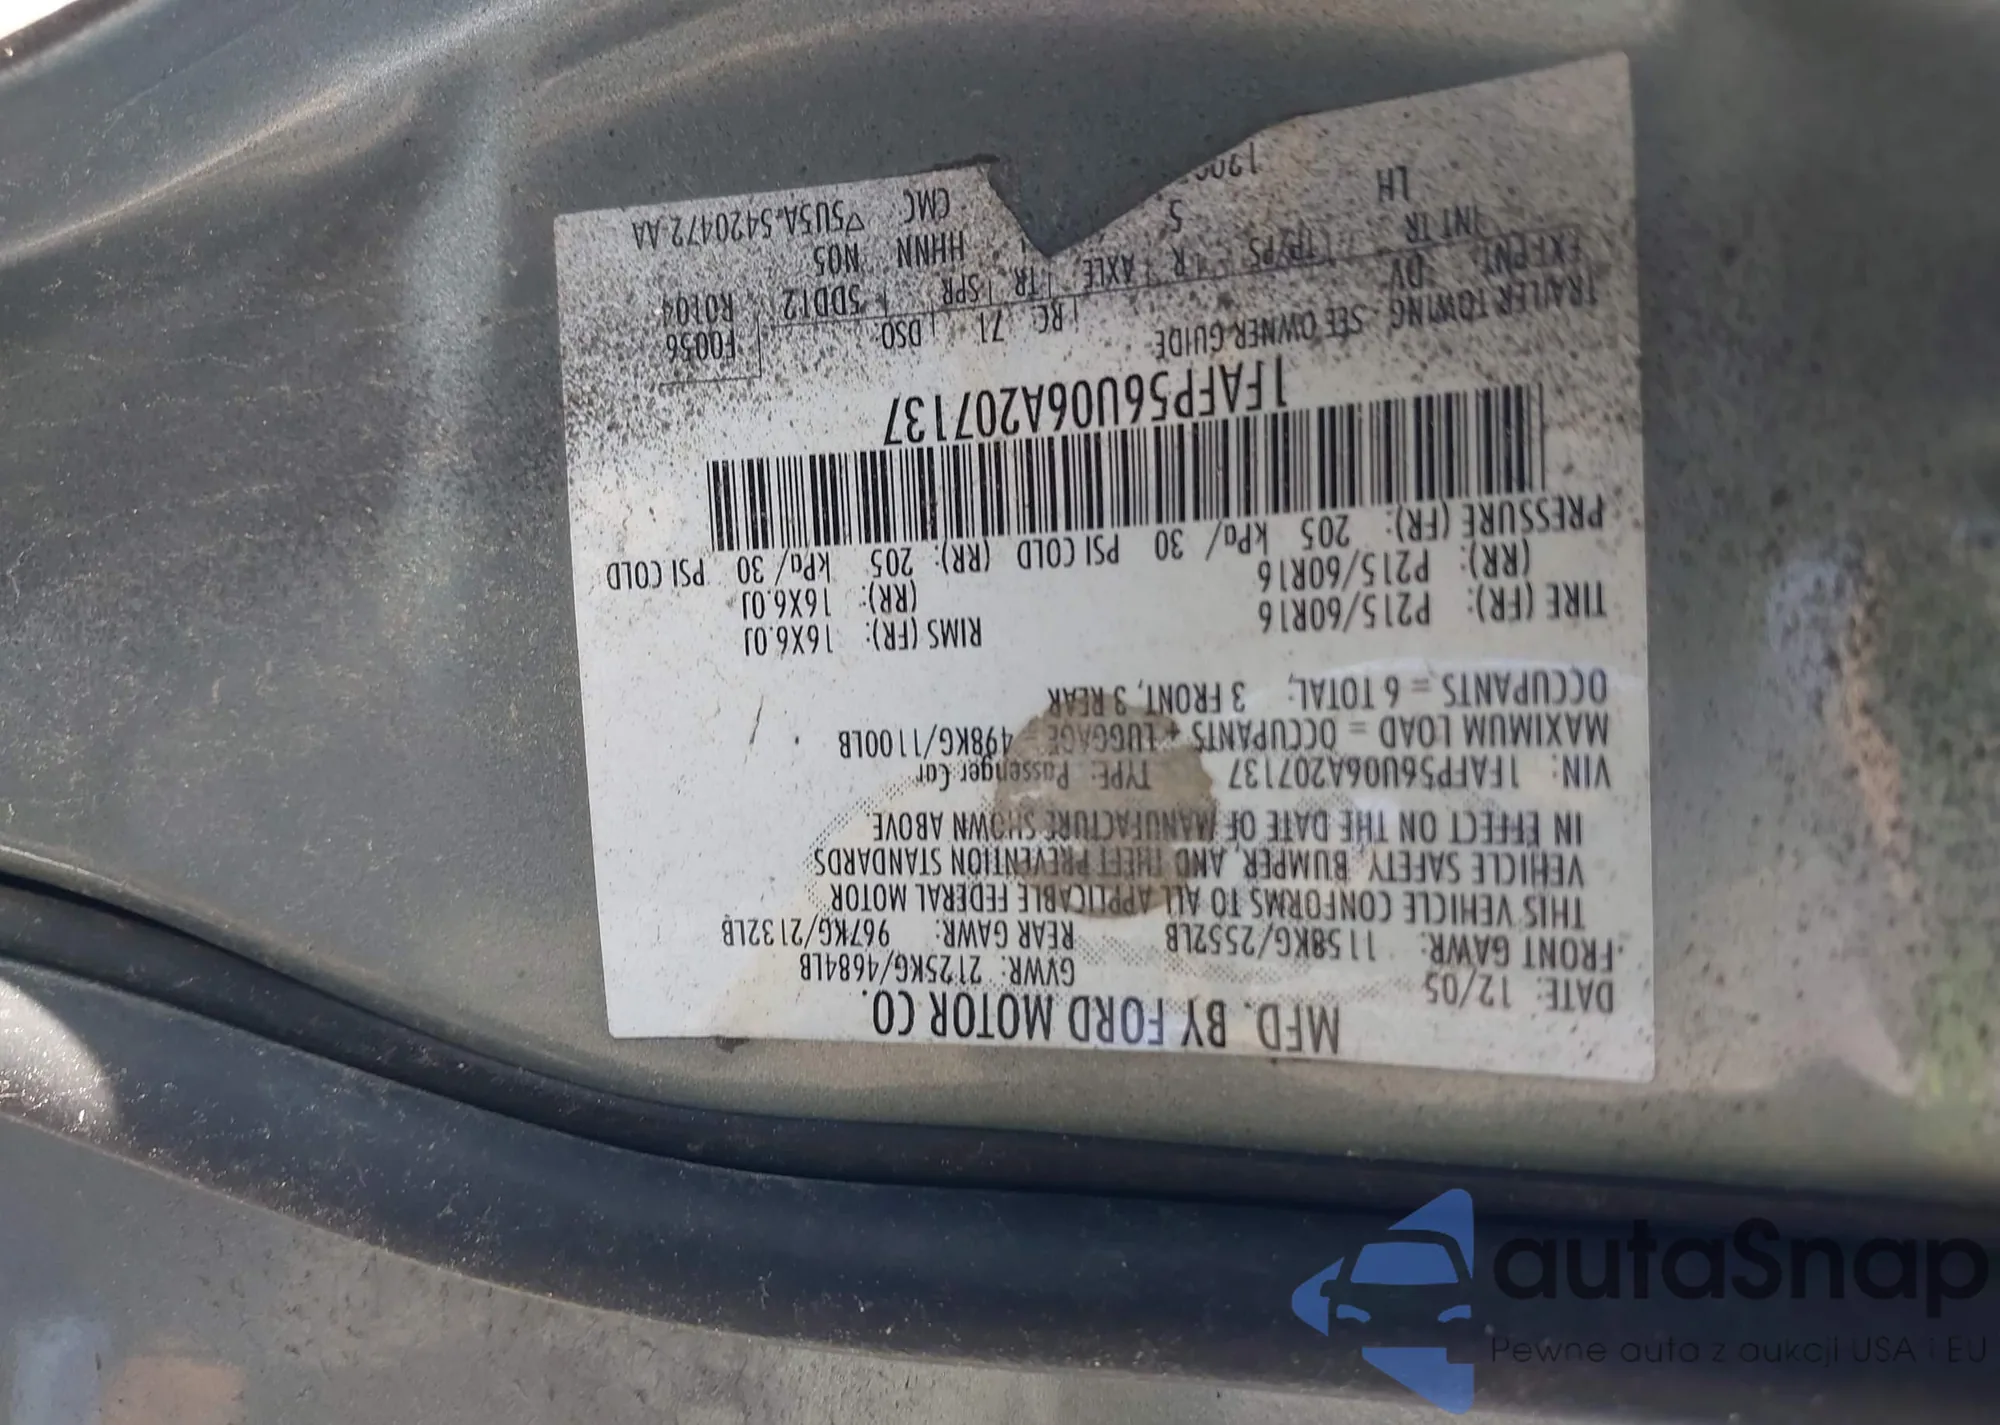 MFD. BY FORD MOTOR CO.
DATE: 12/05 GVWR: 2125KG/4684LB
FRONT GAWR: 1158KG/2552LB REAR GAWR: 967KG/2132LB
THIS VEHICLE CONFORMS TO ALL APPLICABLE FEDERAL MOTOR
VEHICLE SAFETY, BUMPER, AND THEFT PREVENTION STANDARDS
IN EFFECT ON THE DATE OF MANUFACTURE SHOWN ABOVE.
VIN: 1FAFP56U06A207137 TYPE: Passenger Car
MAXIMUM LOAD = OCCUPANTS + LUGGAGE = 498KG/1100LB
OCCUPANTS = 6 TOTAL; 3 FRONT, 3 REAR
TIRE (FR): P215/60R16 RIMS (FR): 16X6.0J
(RR): P215/60R16 (RR): 16X6.0J
PRESSURE (FR): 205 kPa/ 30 PSI COLD (RR): 205 kPa/ 30 PSI COLD
1FAFP56U06A207137
TRAILER TOWING - SEE OWNER GUIDE
F0056
EXT PNT: DV RC: 71 DSO: R0104
INT TR TP/PS R AXLE TR SPR 5DD12
LH 5 HHNN N05
CMC ▽5U5A-5420472-AA
autaSnap
Pewne auta z aukcji USA i EU